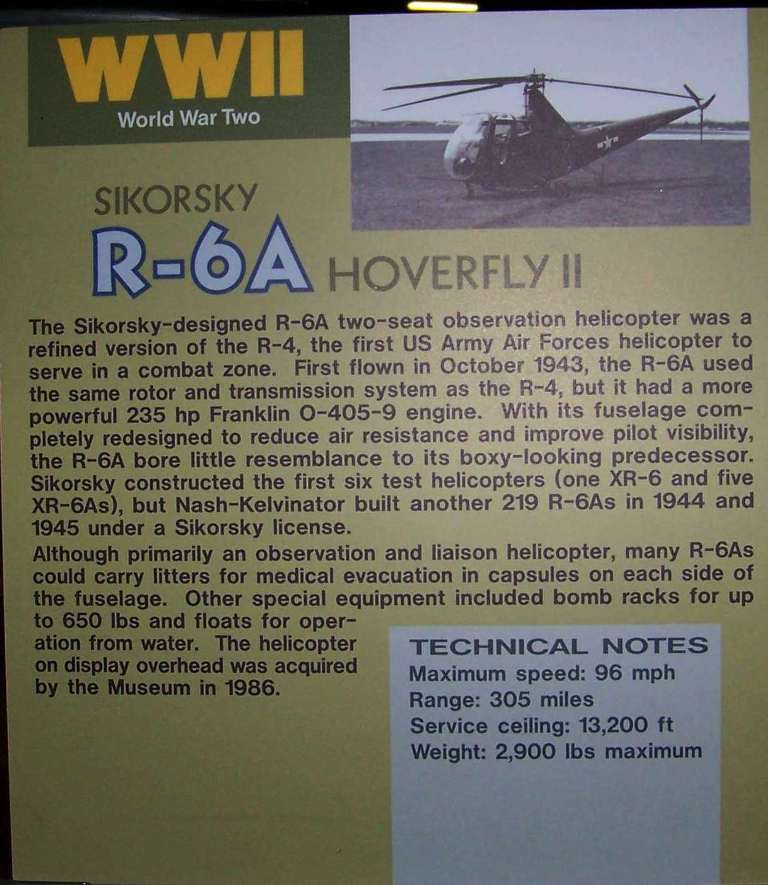 WWII
World War Two
SIKORSKY
R-6A HOVERFLY II
The Sikorsky-designed R-6A two-seat observation helicopter was a
refined version of the R-4, the first US Army Air Forces helicopter to
serve in a combat zone. First flown in October 1943, the R-6A used
the same rotor and transmission system as the R-4, but it had a more
powerful 235 hp Franklin O-405-9 engine. With its fuselage com-
pletely redesigned to reduce air resistance and improve pilot visibility,
the R-6A bore little resemblance to its boxy-looking predecessor.
Sikorsky constructed the first six test helicopters (one XR-6 and five
XR-6As), but Nash-Kelvinator built another 219 R-6As in 1944 and
1945 under a Sikorsky license.
Although primarily an observation and liaison helicopter, many R-6As
could carry litters for medical evacuation in capsules on each side of
the fuselage. Other special equipment included bomb racks for up
to 650 lbs and floats for oper-
ation from water. The helicopter
on display overhead was acquired
by the Museum in 1986.
TECHNICAL NOTES
Maximum speed: 96 mph
Range: 305 miles
Service ceiling: 13,200 ft
Weight: 2,900 lbs maximum